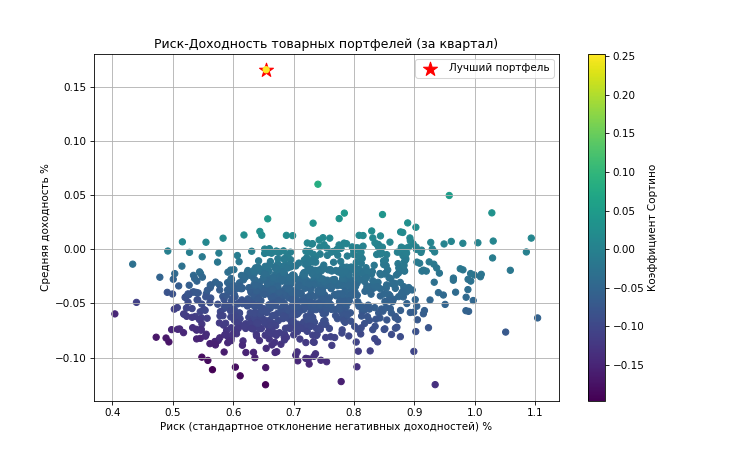 Риск-Доходность товарных портфелей (за квартал)
Лучший портфель
Средняя доходность %
0.15
0.10
0.05
0.00
−0.05
−0.10
0.4 0.5 0.6 0.7 0.8 0.9 1.0 1.1
Риск (стандартное отклонение негативных доходностей) %
0.25
0.20
0.15
0.10
0.05
0.00
−0.05
−0.10
−0.15
Коэффициент Сортино